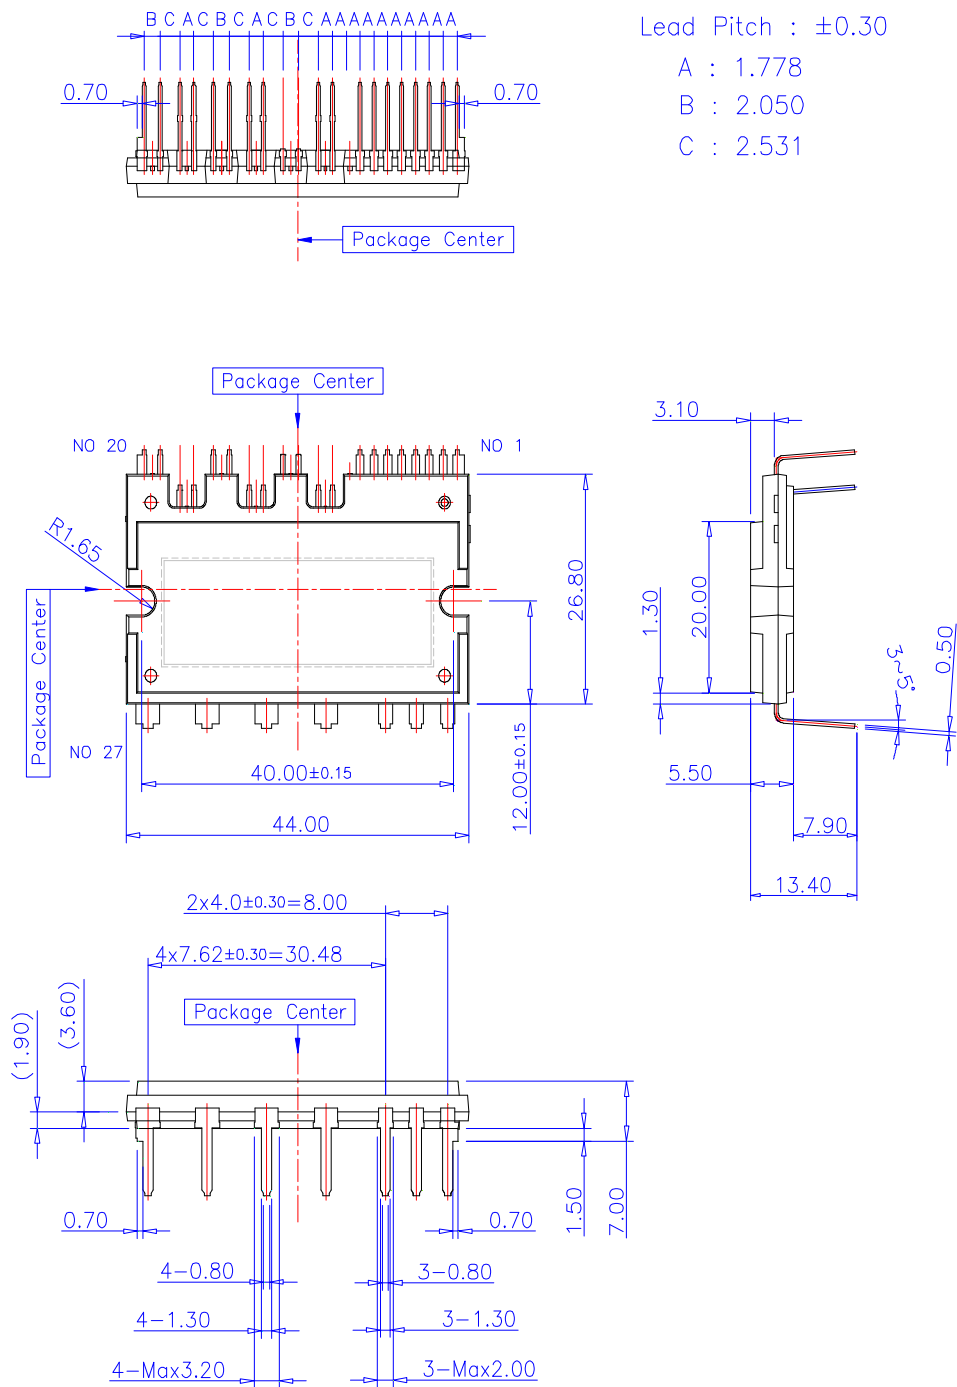 B C A C B C A C B C A A A A A A A A A A
Lead Pitch : ±0.30
A : 1.778
B : 2.050
C : 2.531
0.70
0.70
Package Center
Package Center
NO 20
NO 1
3.10
R1.65
Package Center
26.80
1.30
20.00
3~5°
0.50
NO 27
40.00±0.15
12.00±0.15
44.00
5.50
7.90
13.40
2x4.0±0.30=8.00
4x7.62±0.30=30.48
Package Center
(1.90)
(3.60)
0.70
0.70
1.50
7.00
4-0.80
3-0.80
4-1.30
3-1.30
4-Max3.20
3-Max2.00